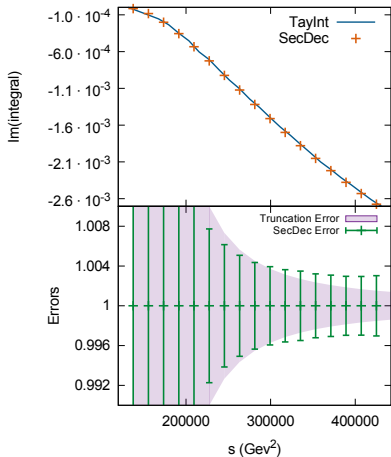 Im(integral)
-1 · 10⁻⁴
-6.0 · 10⁻⁴
-1.1 · 10⁻³
-1.6 · 10⁻³
-2.1 · 10⁻³
-2.6 · 10⁻³
TayInt
SecDec
Errors
1.008
1.004
1
0.996
0.992
Truncation Error
SecDec Error
200000 300000 400000
s (Gev²)